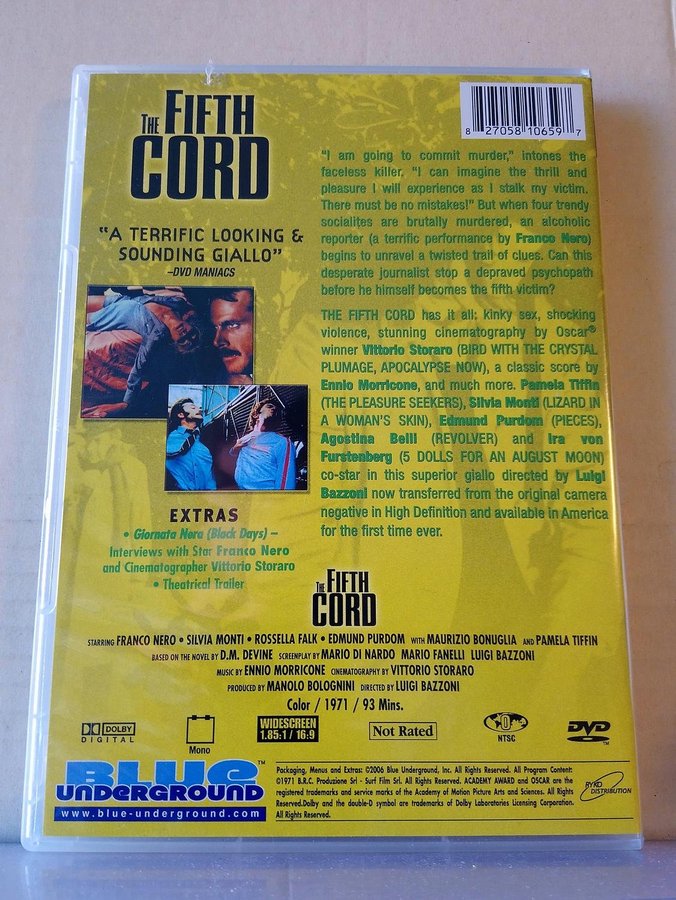 THE FIFTH
CORD
8 27058 10659 7
"A TERRIFIC LOOKING &
SOUNDING GIALLO"
–DVD MANIACS
"I am going to commit murder," intones the
faceless killer. "I can imagine the thrill and
pleasure I will experience as I stalk my victim.
There must be no mistakes!" But when four trendy
socialites are brutally murdered, an alcoholic
reporter (a terrific performance by Franco Nero)
begins to unravel a twisted trail of clues. Can this
desperate journalist stop a depraved psychopath
before he himself becomes the fifth victim?
THE FIFTH CORD has it all: kinky sex, shocking
violence, stunning cinematography by Oscar®
winner Vittorio Storaro (BIRD WITH THE CRYSTAL
PLUMAGE, APOCALYPSE NOW), a classic score by
Ennio Morricone, and much more. Pamela Tiffin
(THE PLEASURE SEEKERS), Silvia Monti (LIZARD IN
A WOMAN'S SKIN), Edmund Purdom (PIECES),
Agostina Belli (REVOLVER) and Ira von
Furstenberg (5 DOLLS FOR AN AUGUST MOON)
co-star in this superior giallo directed by Luigi
Bazzoni now transferred from the original camera
negative in High Definition and available in America
for the first time ever.
EXTRAS
• Giornata Nera (Black Days) –
Interviews with Star Franco Nero
and Cinematographer Vittorio Storaro
• Theatrical Trailer
THE FIFTH
CORD
STARRING FRANCO NERO • SILVIA MONTI • ROSSELLA FALK • EDMUND PURDOM WITH MAURIZIO BONUGLIA AND PAMELA TIFFIN
BASED ON THE NOVEL BY D.M. DEVINE SCREENPLAY BY MARIO DI NARDO MARIO FANELLI LUIGI BAZZONI
MUSIC BY ENNIO MORRICONE CINEMATOGRAPHY BY VITTORIO STORARO
PRODUCED BY MANOLO BOLOGNINI DIRECTED BY LUIGI BAZZONI
Color / 1971 / 93 Mins.
DOLBY
DIGITAL
Mono
WIDESCREEN
1.85:1 / 16:9
Not Rated
0
NTSC
DVD
VIDEO
BLUE™
UNDERGROUND
www.blue-underground.com
Packaging, Menus and Extras: ©2006 Blue Underground, Inc. All Rights Reserved. All Program Content:
©1971 B.R.C. Produzione Srl - Surf Film Srl. All Rights Reserved. ACADEMY AWARD and OSCAR are the
registered trademarks and service marks of the Academy of Motion Picture Arts and Sciences. All Rights
Reserved.Dolby and the double-D symbol are trademarks of Dolby Laboratories Licensing Corporation.
All Rights Reserved.
RYKO
DISTRIBUTION